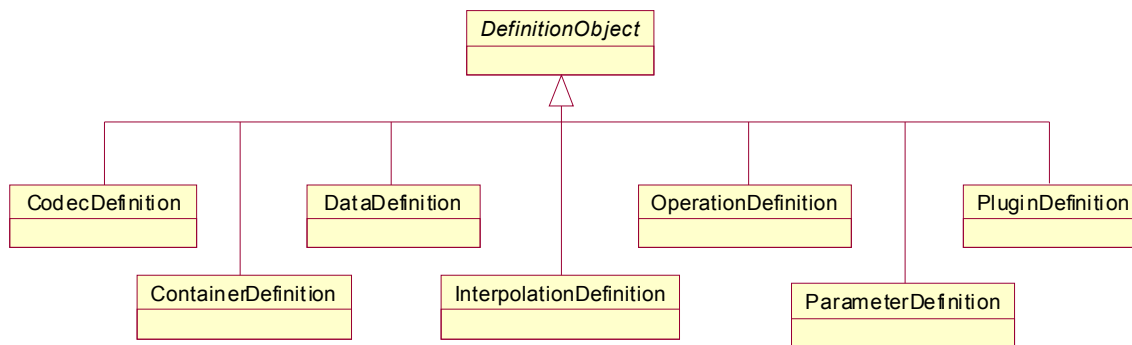 DefinitionObject
CodecDefinition
DataDefinition
OperationDefinition
PluginDefinition
ContainerDefinition
InterpolationDefinition
ParameterDefinition